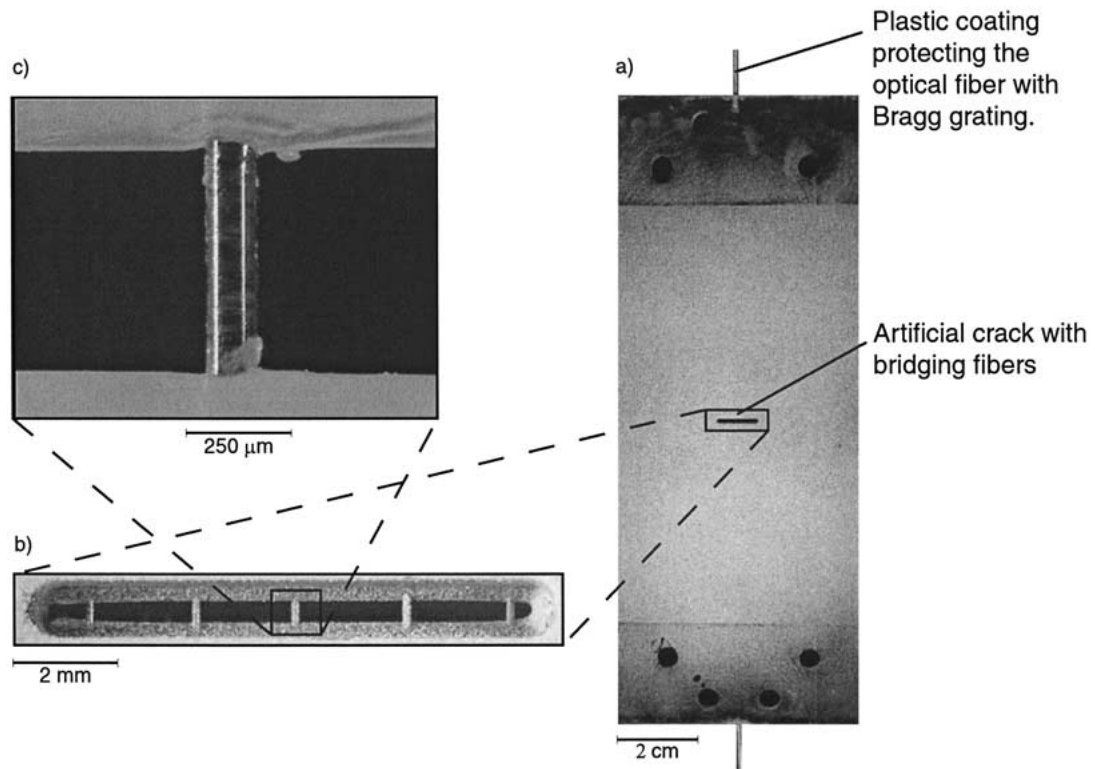 c)
a)
Plastic coating
protecting the
optical fiber with
Bragg grating.
Artificial crack with
bridging fibers
250 μm
b)
2 mm
2 cm